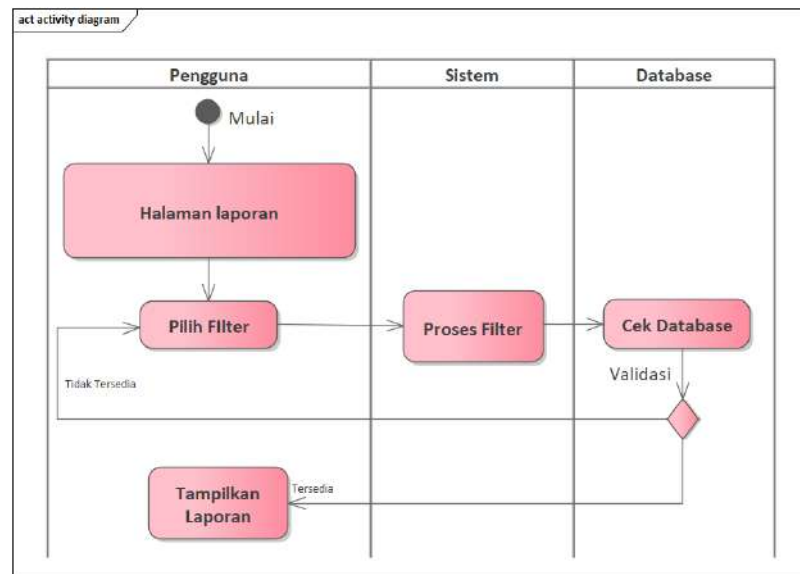 act activity diagram
Pengguna
Sistem
Database
Mulai
Halaman laporan
Pilih FIlter
Proses Filter
Cek Database
Validasi
Tidak Tersedia
Tampilkan
Laporan
Tersedia